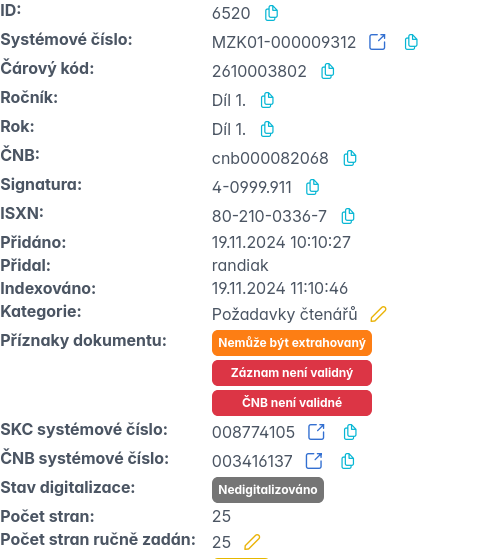 ID: 6520
Systémové číslo: MZK01-000009312
Čárový kód: 2610003802
Ročník: Díl 1.
Rok: Díl 1.
ČNB: cnb000082068
Signatura: 4-0999.911
ISXN: 80-210-0336-7
Přidáno: 19.11.2024 10:10:27
Přidal: randiak
Indexováno: 19.11.2024 11:10:46
Kategorie: Požadavky čtenářů
Příznaky dokumentu: Nemůže být extrahovaný
Záznam není validný
ČNB není validné
SKC systémové číslo: 008774105
ČNB systémové číslo: 003416137
Stav digitalizace: Nedigitalizováno
Počet stran: 25
Počet stran ručně zadán: 25